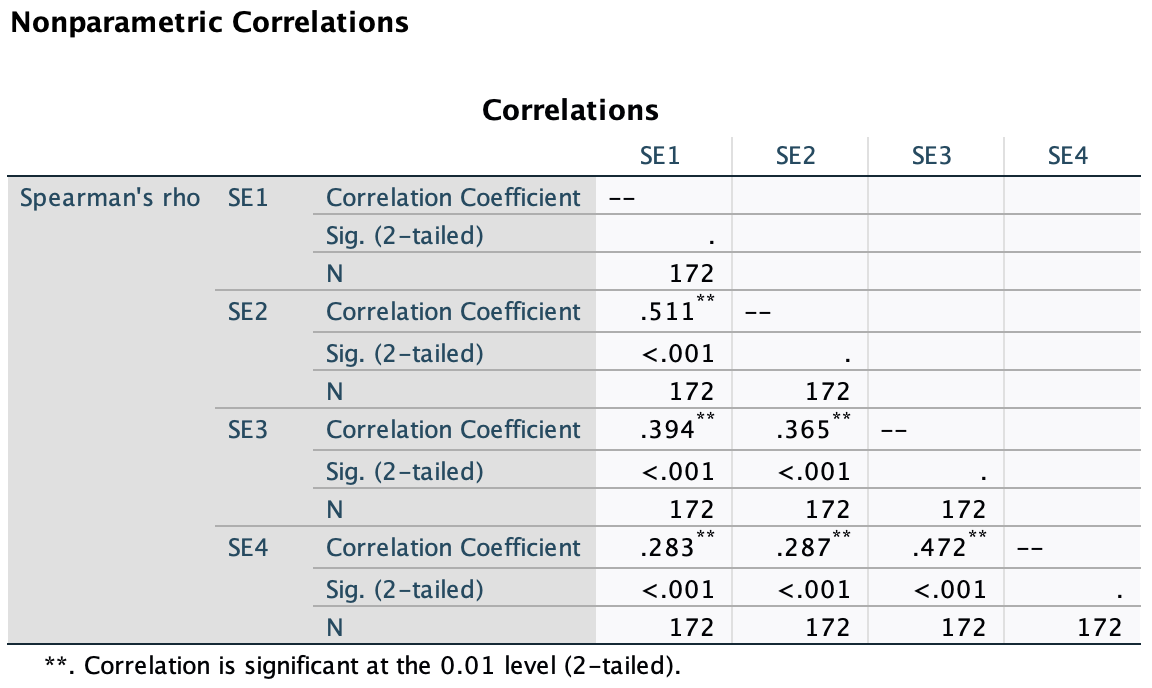 Nonparametric Correlations
Correlations
SE1 SE2 SE3 SE4
Spearman's rho SE1 Correlation Coefficient --
Sig. (2-tailed) .
N 172
SE2 Correlation Coefficient .511** --
Sig. (2-tailed) <.001 .
N 172 172
SE3 Correlation Coefficient .394** .365** --
Sig. (2-tailed) <.001 <.001 .
N 172 172 172
SE4 Correlation Coefficient .283** .287** .472** --
Sig. (2-tailed) <.001 <.001 <.001 .
N 172 172 172 172
**. Correlation is significant at the 0.01 level (2-tailed).